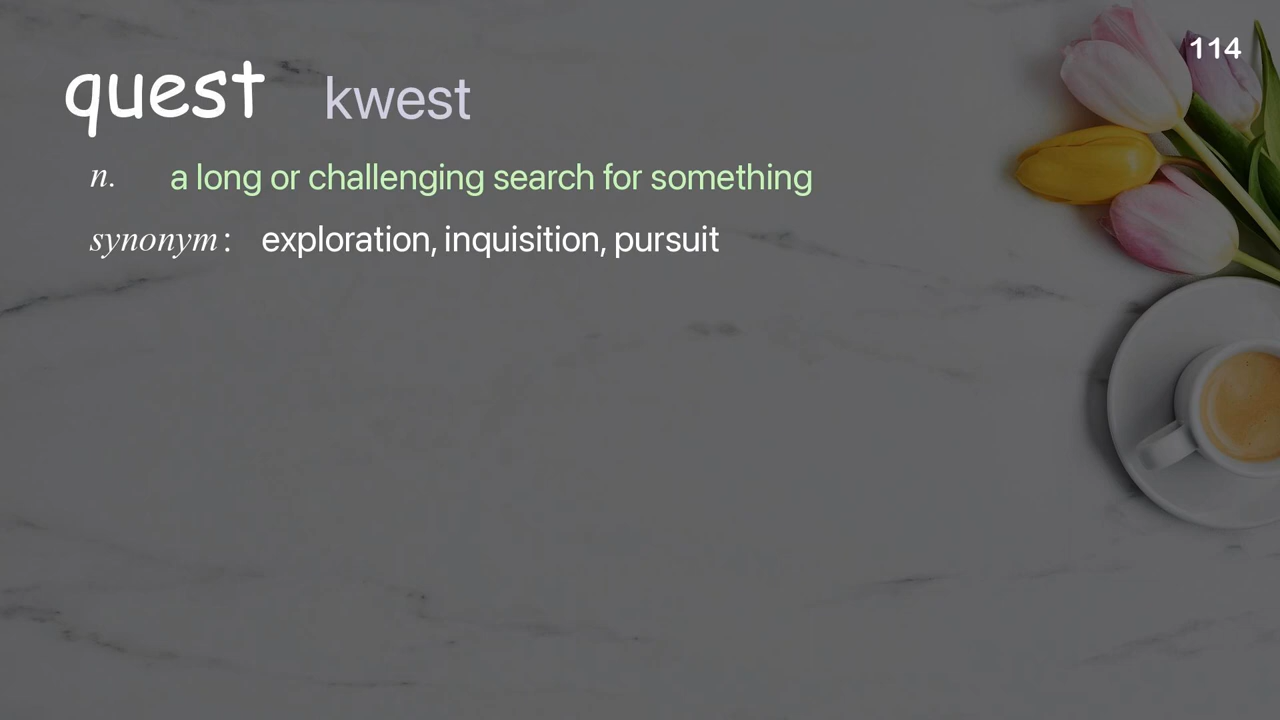 114
quest kwest
n. a long or challenging search for something
synonym: exploration, inquisition, pursuit